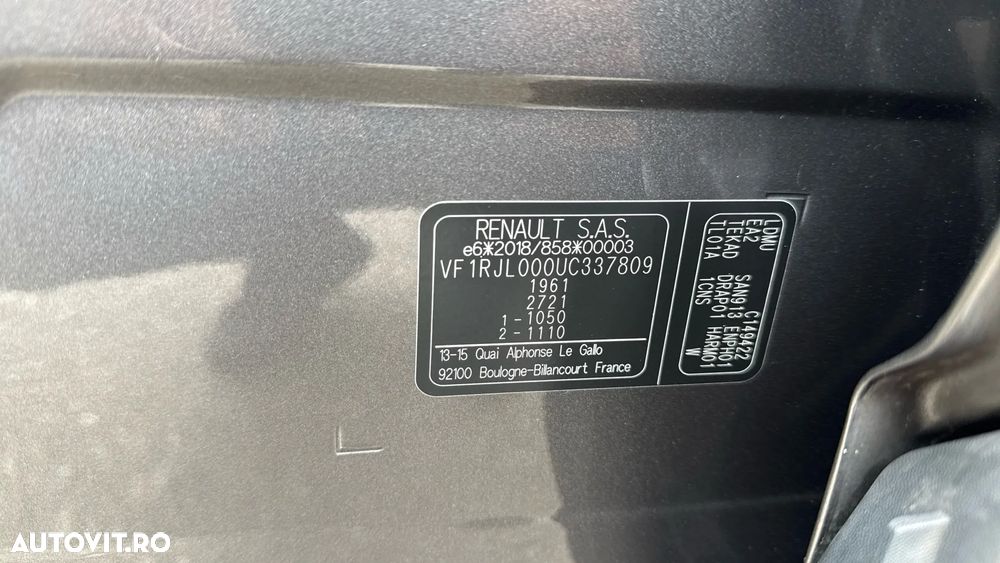 RENAULT S.A.S.
e6*2018/858*00003
VF1RJL000UC337809
1961
2721
1-1050
2-1110
13-15 Quai Alphonse Le Gallo
92100 Boulogne-Billancourt France
LDMU C149422
EA2 SAN913 ENPH01
TEKAD DRAP01 HARM01
TL01A 1CNS W
AUTOVIT.RO